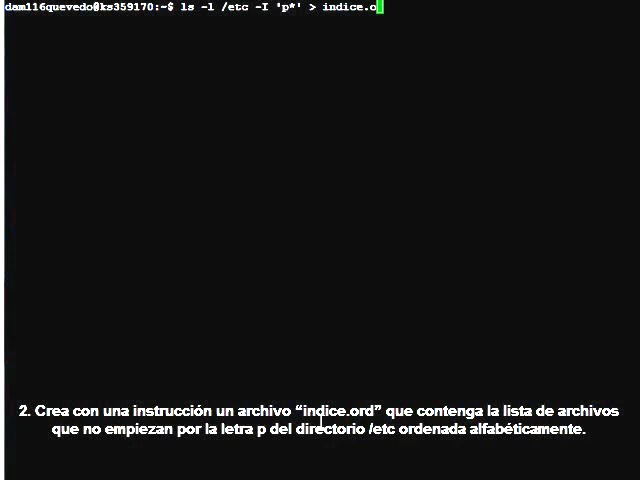 dam116quevedo@ks359170:~$ ls -l /etc -I 'p*' > indice.o
2. Crea con una instrucción un archivo “indice.ord” que contenga la lista de archivos
que no empiezan por la letra p del directorio /etc ordenada alfabéticamente.